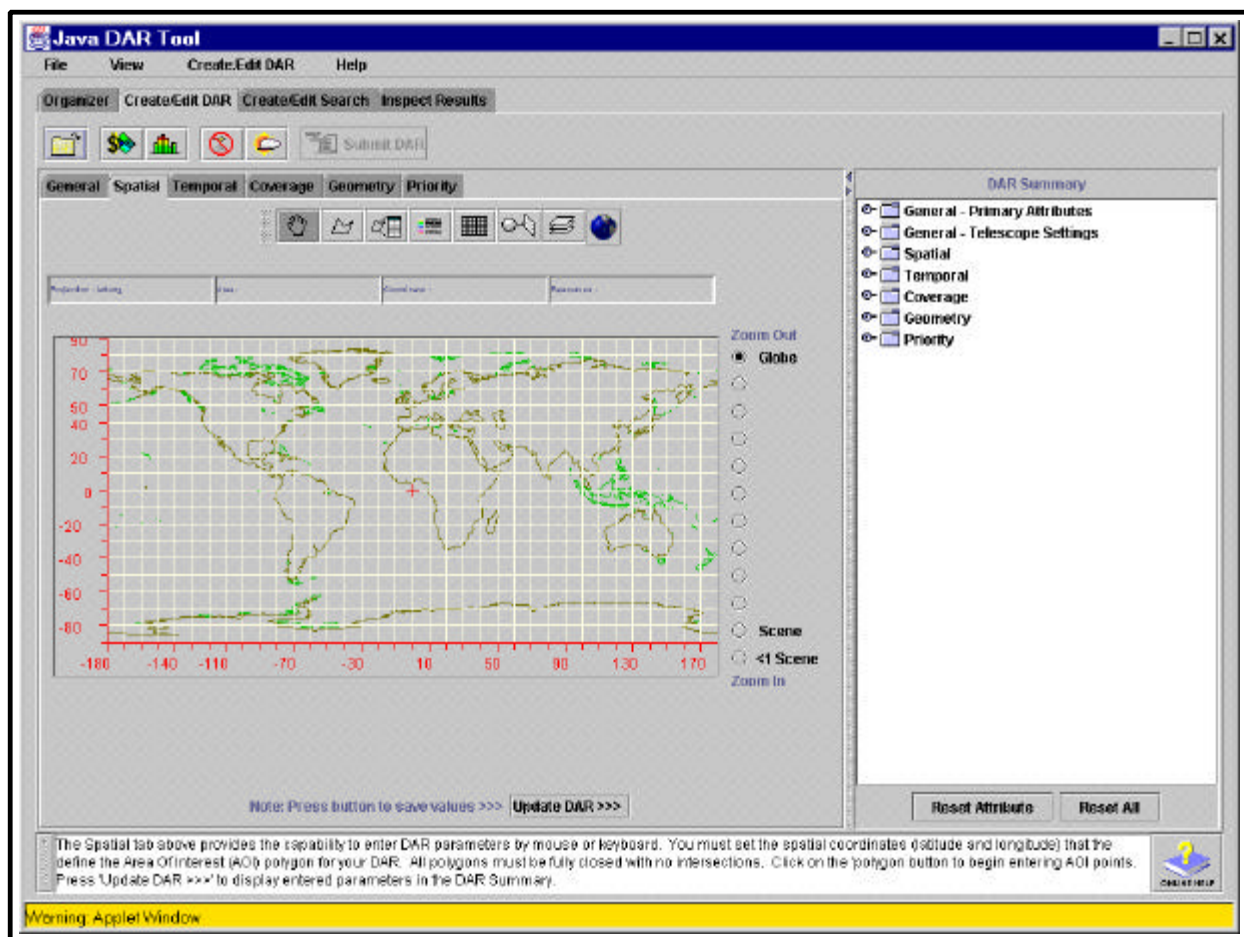 Java DAR Tool
File View Create/Edit DAR Help
Organizer Create/Edit DAR Create/Edit Search Inspect Results
Submit DAR
General Spatial Temporal Coverage Geometry Priority
DAR Summary
General - Primary Attributes
General - Telescope Settings
Spatial
Temporal
Coverage
Geometry
Priority
Zoom Out
Globe
Scene
<1 Scene
Zoom In
90
70
50
40
20
0
-20
-40
-60
-80
-180 -140 -110 -70 -30 10 50 90 130 170
Note: Press button to save values >>> Update DAR >>>
Reset Attribute Reset All
The Spatial tab above provides the capability to enter DAR parameters by mouse or keyboard. You must set the spatial coordinates (latitude and longitude) that the
define the Area Of Interest (AOI) polygon for your DAR. All polygons must be fully closed with no intersections. Click on the 'polygon button to begin entering AOI points.
Press 'Update DAR >>>' to display entered parameters in the DAR Summary.
ONLINE HELP
Warning: Applet Window